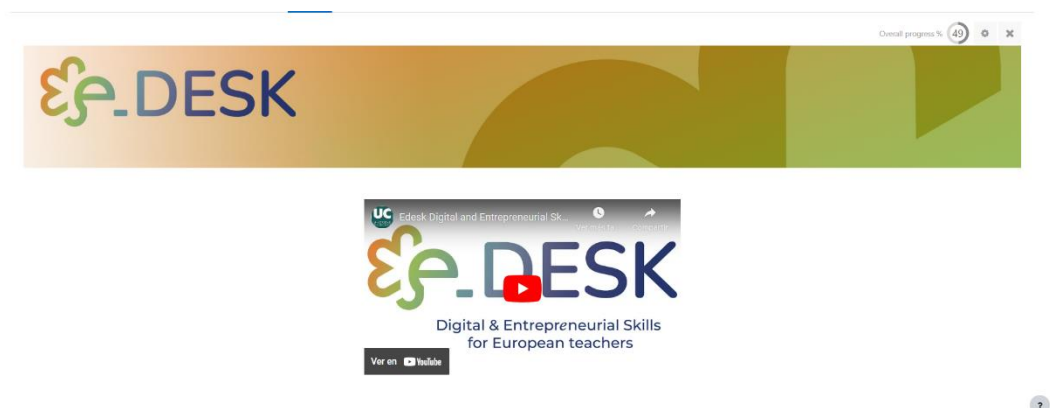 Overall progress % 49
e_DESK
UC Edesk Digital and Entrepreneurial Sk...
e_DESK
Digital & Entrepreneurial Skills
for European teachers
Ver en YouTube
?